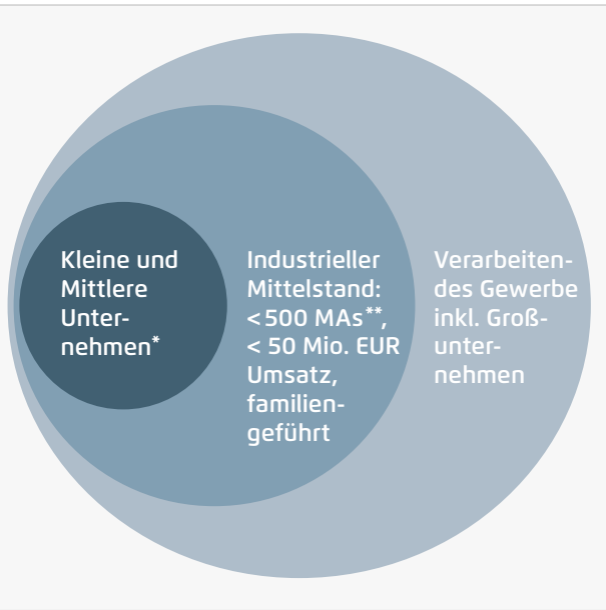 Kleine und
Mittlere
Unter-
nehmen*
Industrieller
Mittelstand:
<500 MAs**,
< 50 Mio. EUR
Umsatz,
familien-
geführt
Verarbeiten-
des Gewerbe
inkl. Groß-
unter-
nehmen